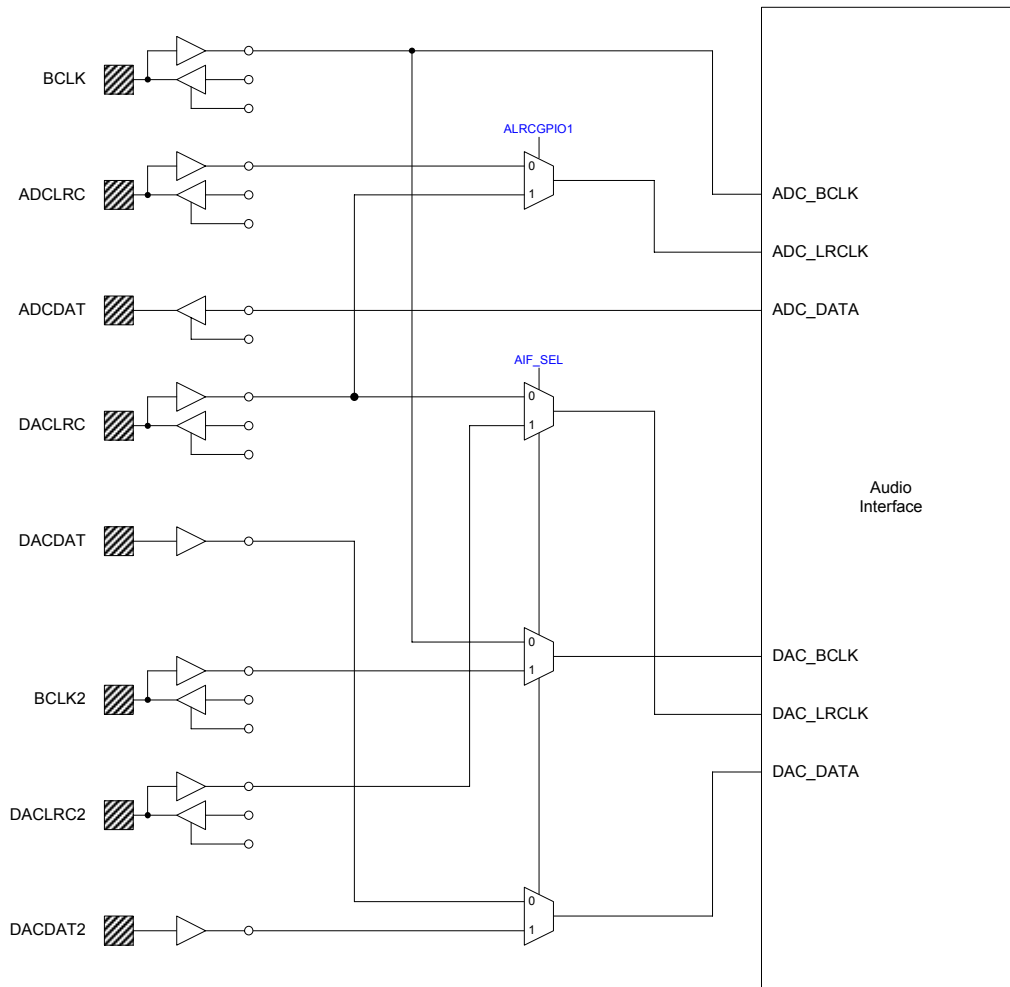 BCLK
ALRCGPIO1
0
1
ADCLRC
ADC_BCLK
ADC_LRCLK
ADCDAT
ADC_DATA
AIF_SEL
0
1
DACLRC
Audio
Interface
DACDAT
0
1
DAC_BCLK
BCLK2
DAC_LRCLK
DAC_DATA
DACLRC2
0
1
DACDAT2